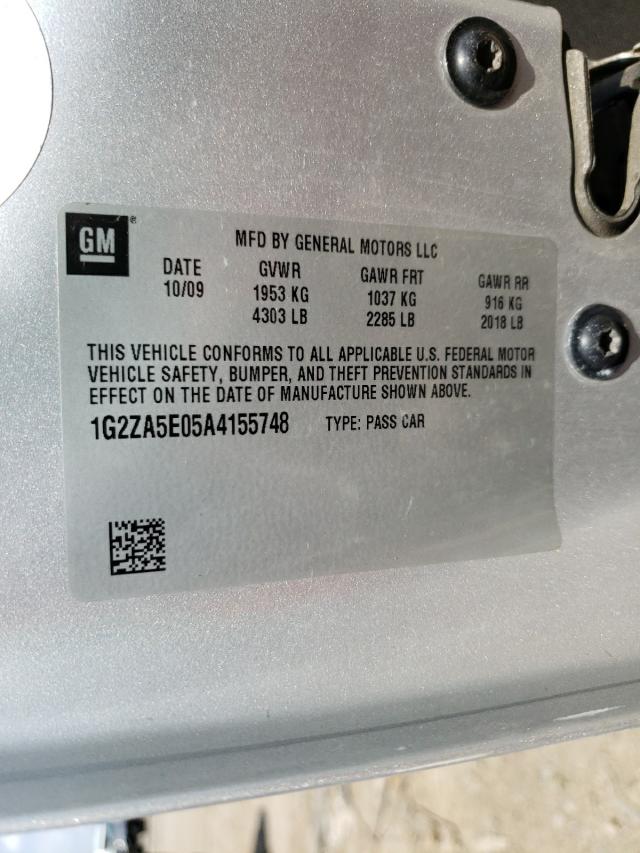 GM®
MFD BY GENERAL MOTORS LLC
DATE GVWR GAWR FRT GAWR RR
10/09 1953 KG 1037 KG 916 KG
4303 LB 2285 LB 2018 LB
THIS VEHICLE CONFORMS TO ALL APPLICABLE U.S. FEDERAL MOTOR
VEHICLE SAFETY, BUMPER, AND THEFT PREVENTION STANDARDS IN
EFFECT ON THE DATE OF MANUFACTURE SHOWN ABOVE.
1G2ZA5E05A4155748 TYPE: PASS CAR